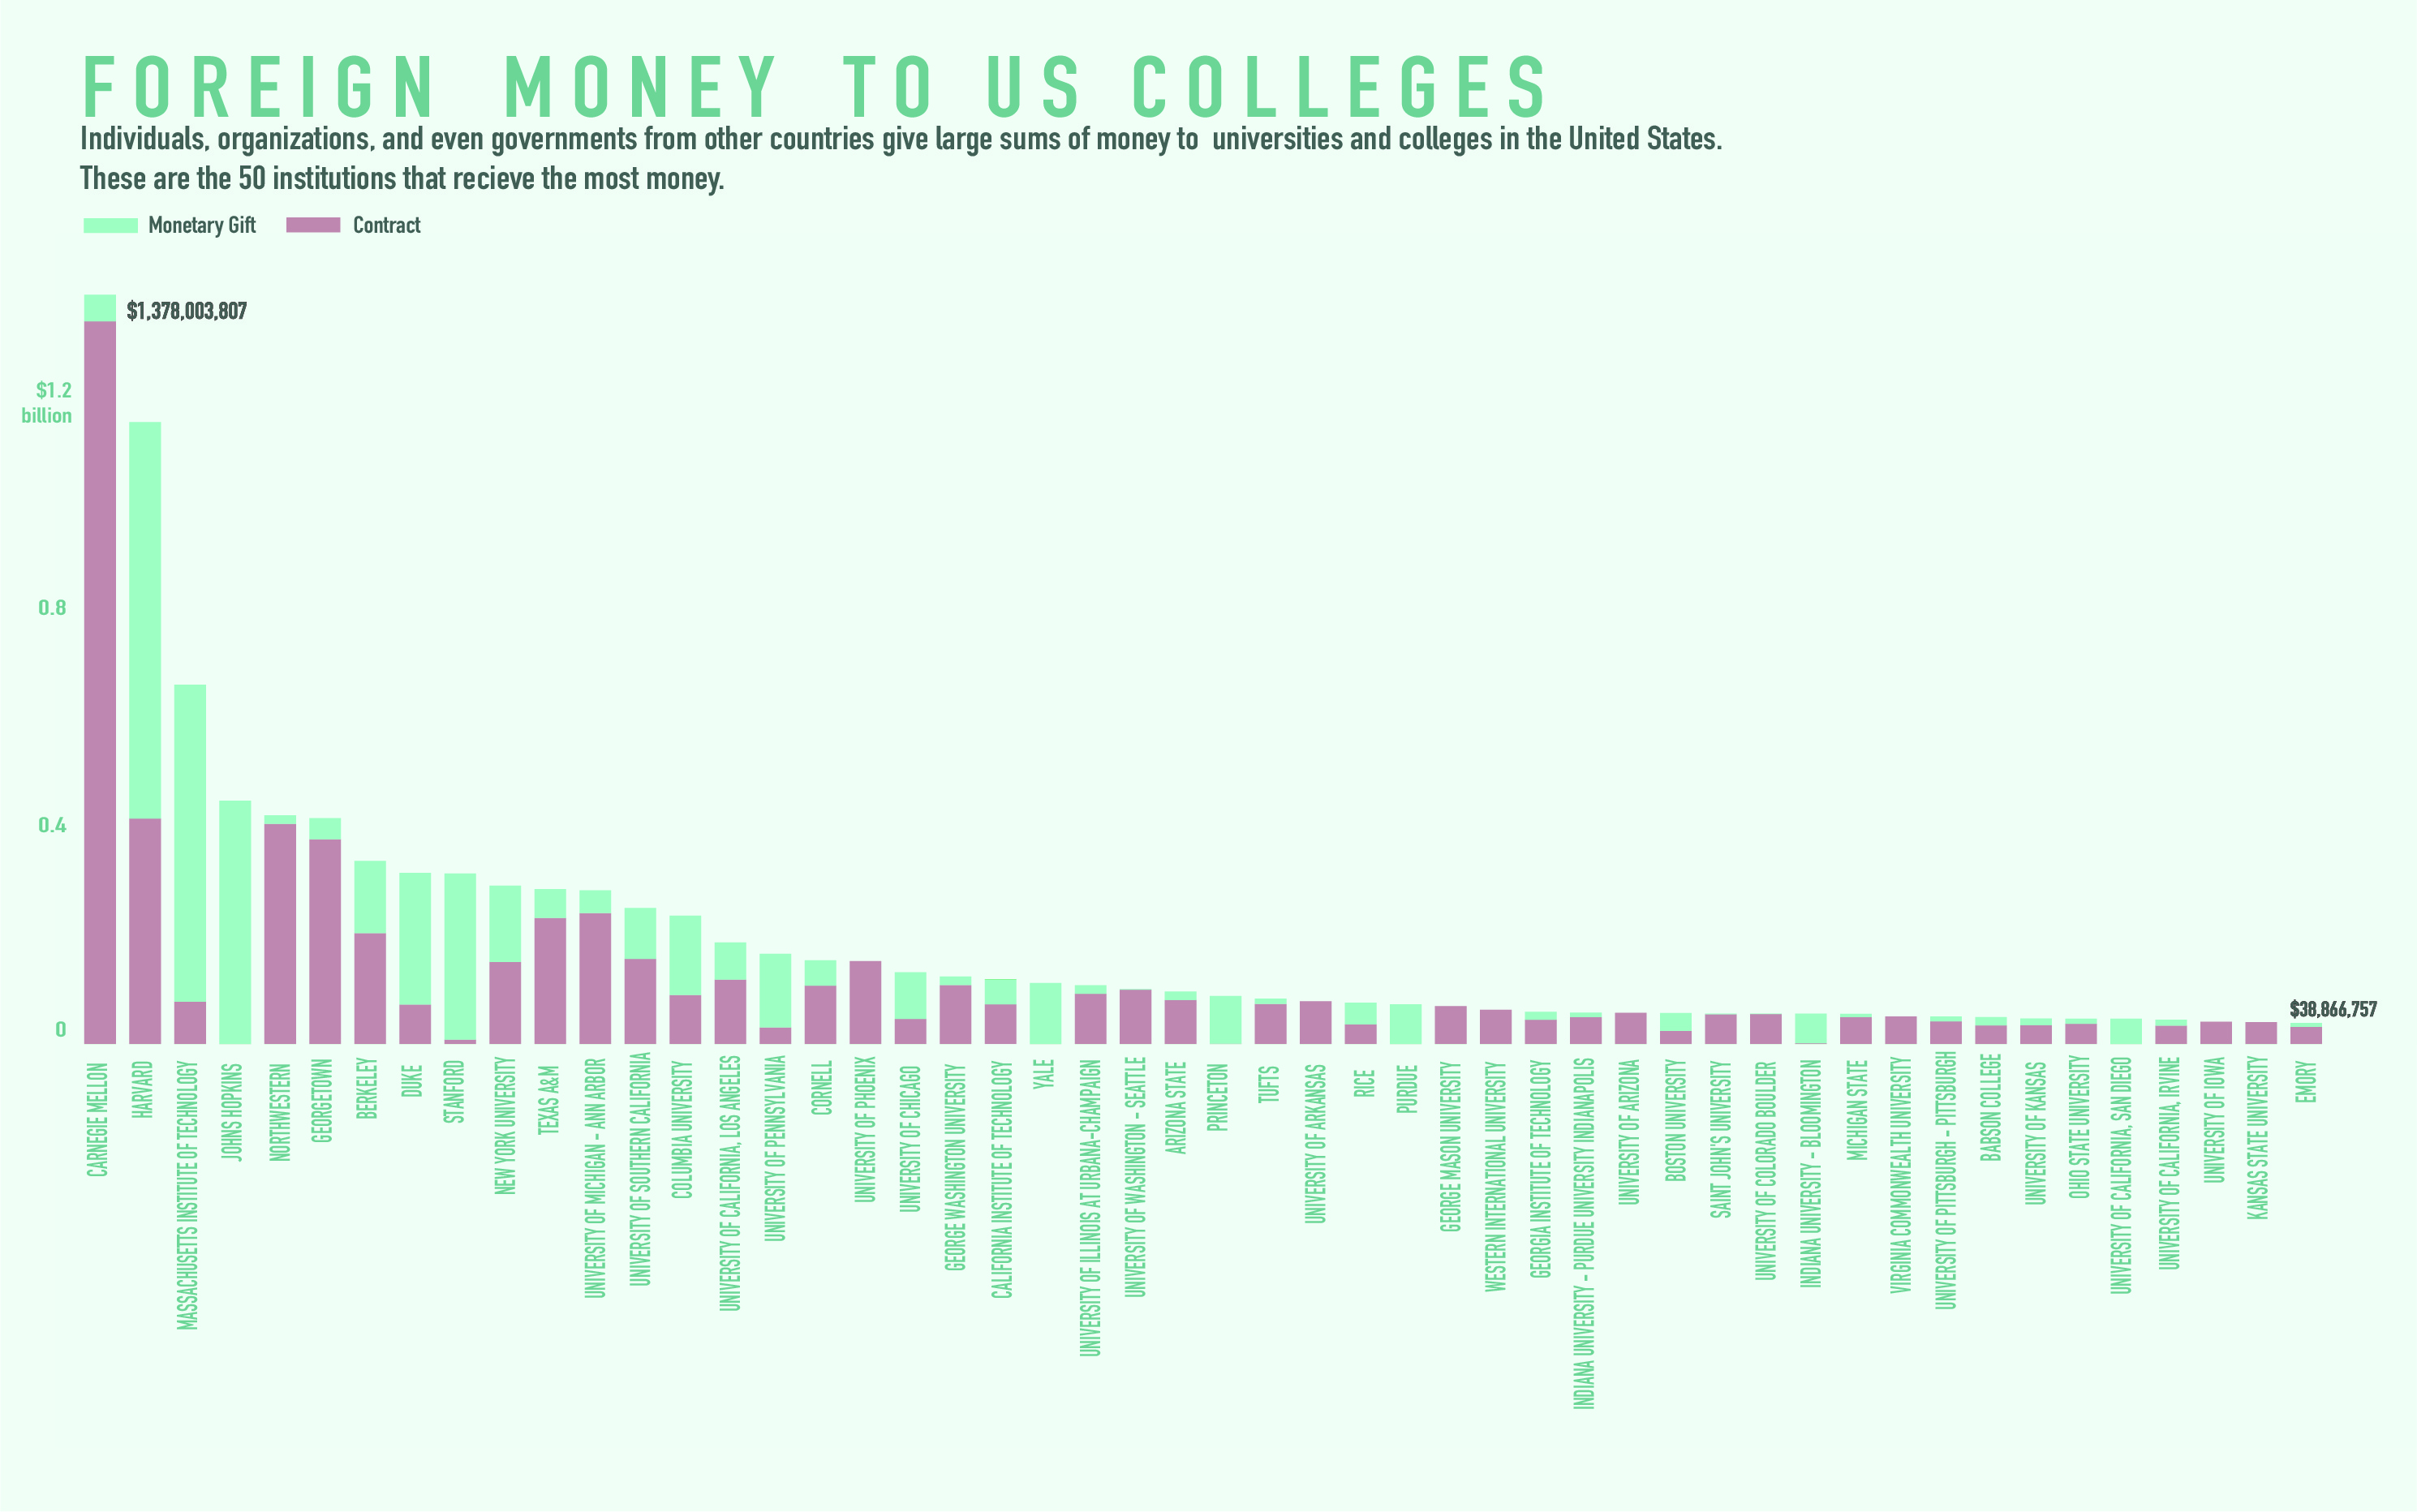 FOREIGN MONEY TO US COLLEGES
Individuals, organizations, and even governments from other countries give large sums of money to universities and colleges in the United States.
These are the 50 institutions that recieve the most money.
Monetary Gift
Contract
$1,378,003,807
$1.2
billion
0.8
0.4
0
$38,866,757
CARNEGIE MELLON
HARVARD
MASSACHUSETTS INSTITUTE OF TECHNOLOGY
JOHNS HOPKINS
NORTHWESTERN
GEORGETOWN
BERKELEY
DUKE
STANFORD
NEW YORK UNIVERSITY
TEXAS A&M
UNIVERSITY OF MICHIGAN - ANN ARBOR
UNIVERSITY OF SOUTHERN CALIFORNIA
COLUMBIA UNIVERSITY
UNIVERSITY OF CALIFORNIA, LOS ANGELES
UNIVERSITY OF PENNSYLVANIA
CORNELL
UNIVERSITY OF PHOENIX
UNIVERSITY OF CHICAGO
GEORGE WASHINGTON UNIVERSITY
CALIFORNIA INSTITUTE OF TECHNOLOGY
YALE
UNIVERSITY OF ILLINOIS AT URBANA-CHAMPAIGN
UNIVERSITY OF WASHINGTON - SEATTLE
ARIZONA STATE
PRINCETON
TUFTS
UNIVERSITY OF ARKANSAS
RICE
PURDUE
GEORGE MASON UNIVERSITY
WESTERN INTERNATIONAL UNIVERSITY
GEORGIA INSTITUTE OF TECHNOLOGY
INDIANA UNIVERSITY - PURDUE UNIVERSITY INDIANAPOLIS
UNIVERSITY OF ARIZONA
BOSTON UNIVERSITY
SAINT JOHN'S UNIVERSITY
UNIVERSITY OF COLORADO BOULDER
INDIANA UNIVERSITY - BLOOMINGTON
MICHIGAN STATE
VIRGINIA COMMONWEALTH UNIVERSITY
UNIVERSITY OF PITTSBURGH - PITTSBURGH
BABSON COLLEGE
UNIVERSITY OF KANSAS
OHIO STATE UNIVERSITY
UNIVERSITY OF CALIFORNIA, SAN DIEGO
UNIVERSITY OF CALIFORNIA, IRVINE
UNIVERSITY OF IOWA
KANSAS STATE UNIVERSITY
EMORY